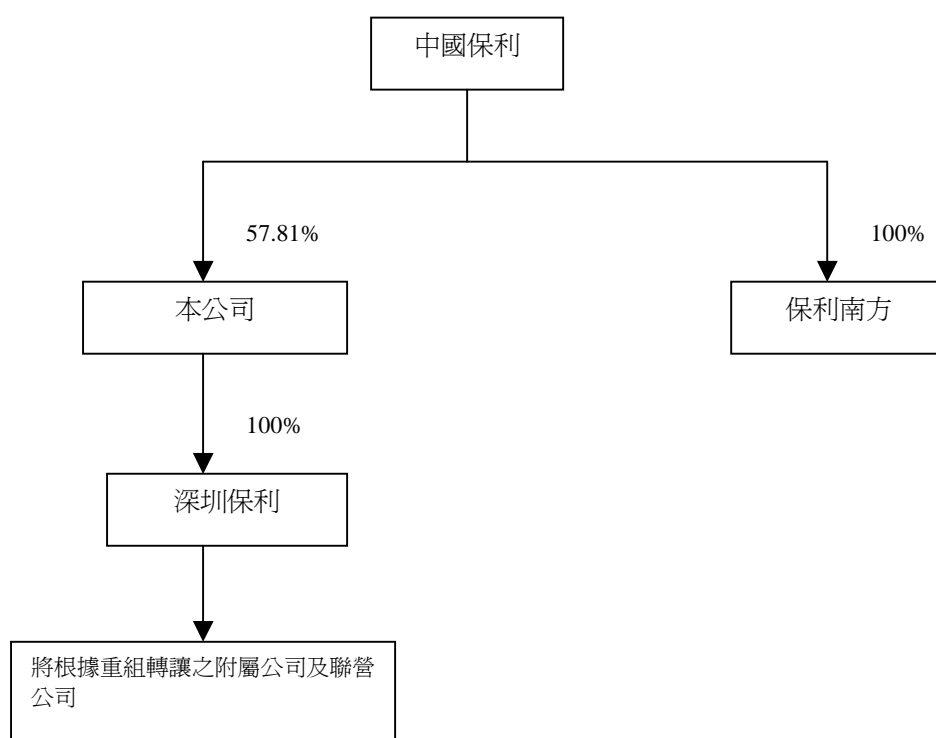 中國保利
57.81%
100%
本公司
保利南方
100%
深圳保利
將根據重組轉讓之附屬公司及聯營
公司